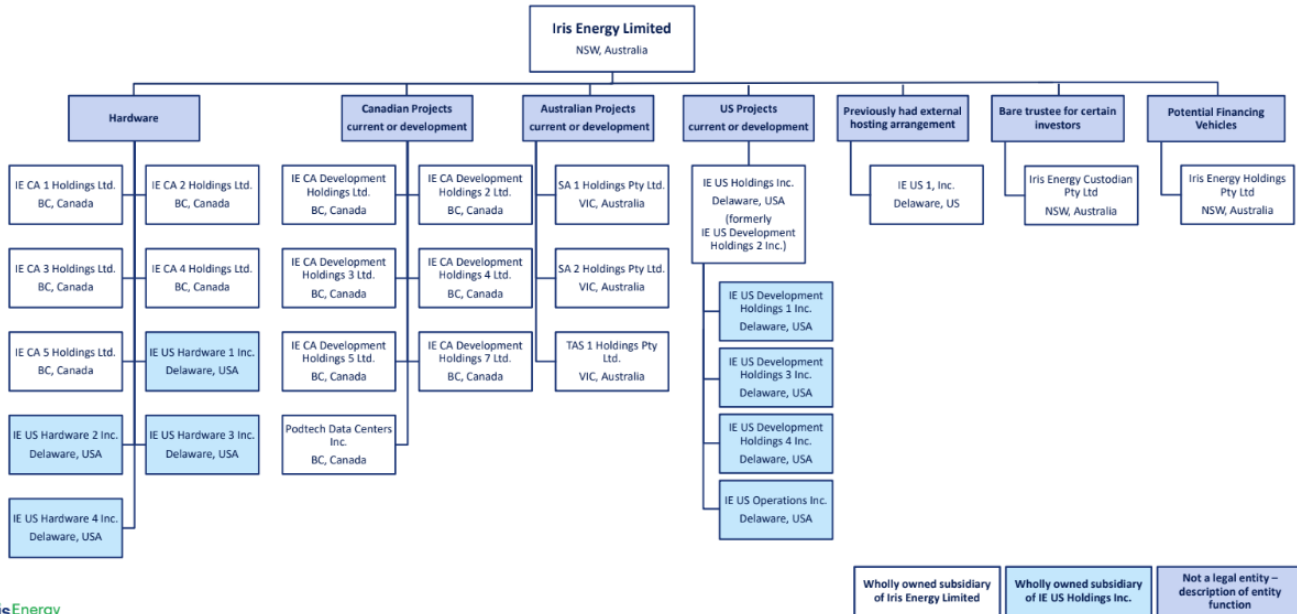 Iris Energy Limited
NSW, Australia
Hardware
Canadian Projects
current or development
Australian Projects
current or development
US Projects
current or development
Previously had external
hosting arrangement
Bare trustee for certain
investors
Potential Financing
Vehicles
IE CA 1 Holdings Ltd.
BC, Canada
IE CA 2 Holdings Ltd.
BC, Canada
IE CA 3 Holdings Ltd.
BC, Canada
IE CA 4 Holdings Ltd.
BC, Canada
IE CA 5 Holdings Ltd.
BC, Canada
IE US Hardware 1 Inc.
Delaware, USA
IE US Hardware 2 Inc.
Delaware, USA
IE US Hardware 3 Inc.
Delaware, USA
IE US Hardware 4 Inc.
Delaware, USA
IE CA Development
Holdings Ltd.
BC, Canada
IE CA Development
Holdings 2 Ltd.
BC, Canada
IE CA Development
Holdings 3 Ltd.
BC, Canada
IE CA Development
Holdings 4 Ltd.
BC, Canada
IE CA Development
Holdings 5 Ltd.
BC, Canada
IE CA Development
Holdings 7 Ltd.
BC, Canada
Podtech Data Centers
Inc.
BC, Canada
SA 1 Holdings Pty Ltd.
VIC, Australia
SA 2 Holdings Pty Ltd.
VIC, Australia
TAS 1 Holdings Pty
Ltd.
VIC, Australia
IE US Holdings Inc.
Delaware, USA
(formerly
IE US Development
Holdings 2 Inc.)
IE US Development
Holdings 1 Inc.
Delaware, USA
IE US Development
Holdings 3 Inc.
Delaware, USA
IE US Development
Holdings 4 Inc.
Delaware, USA
IE US Operations Inc.
Delaware, USA
IE US 1, Inc.
Delaware, US
Iris Energy Custodian
Pty Ltd
NSW, Australia
Iris Energy Holdings
Pty Ltd
NSW, Australia
Wholly owned subsidiary
of Iris Energy Limited
Wholly owned subsidiary
of IE US Holdings Inc.
Not a legal entity –
description of entity
function
is Energy